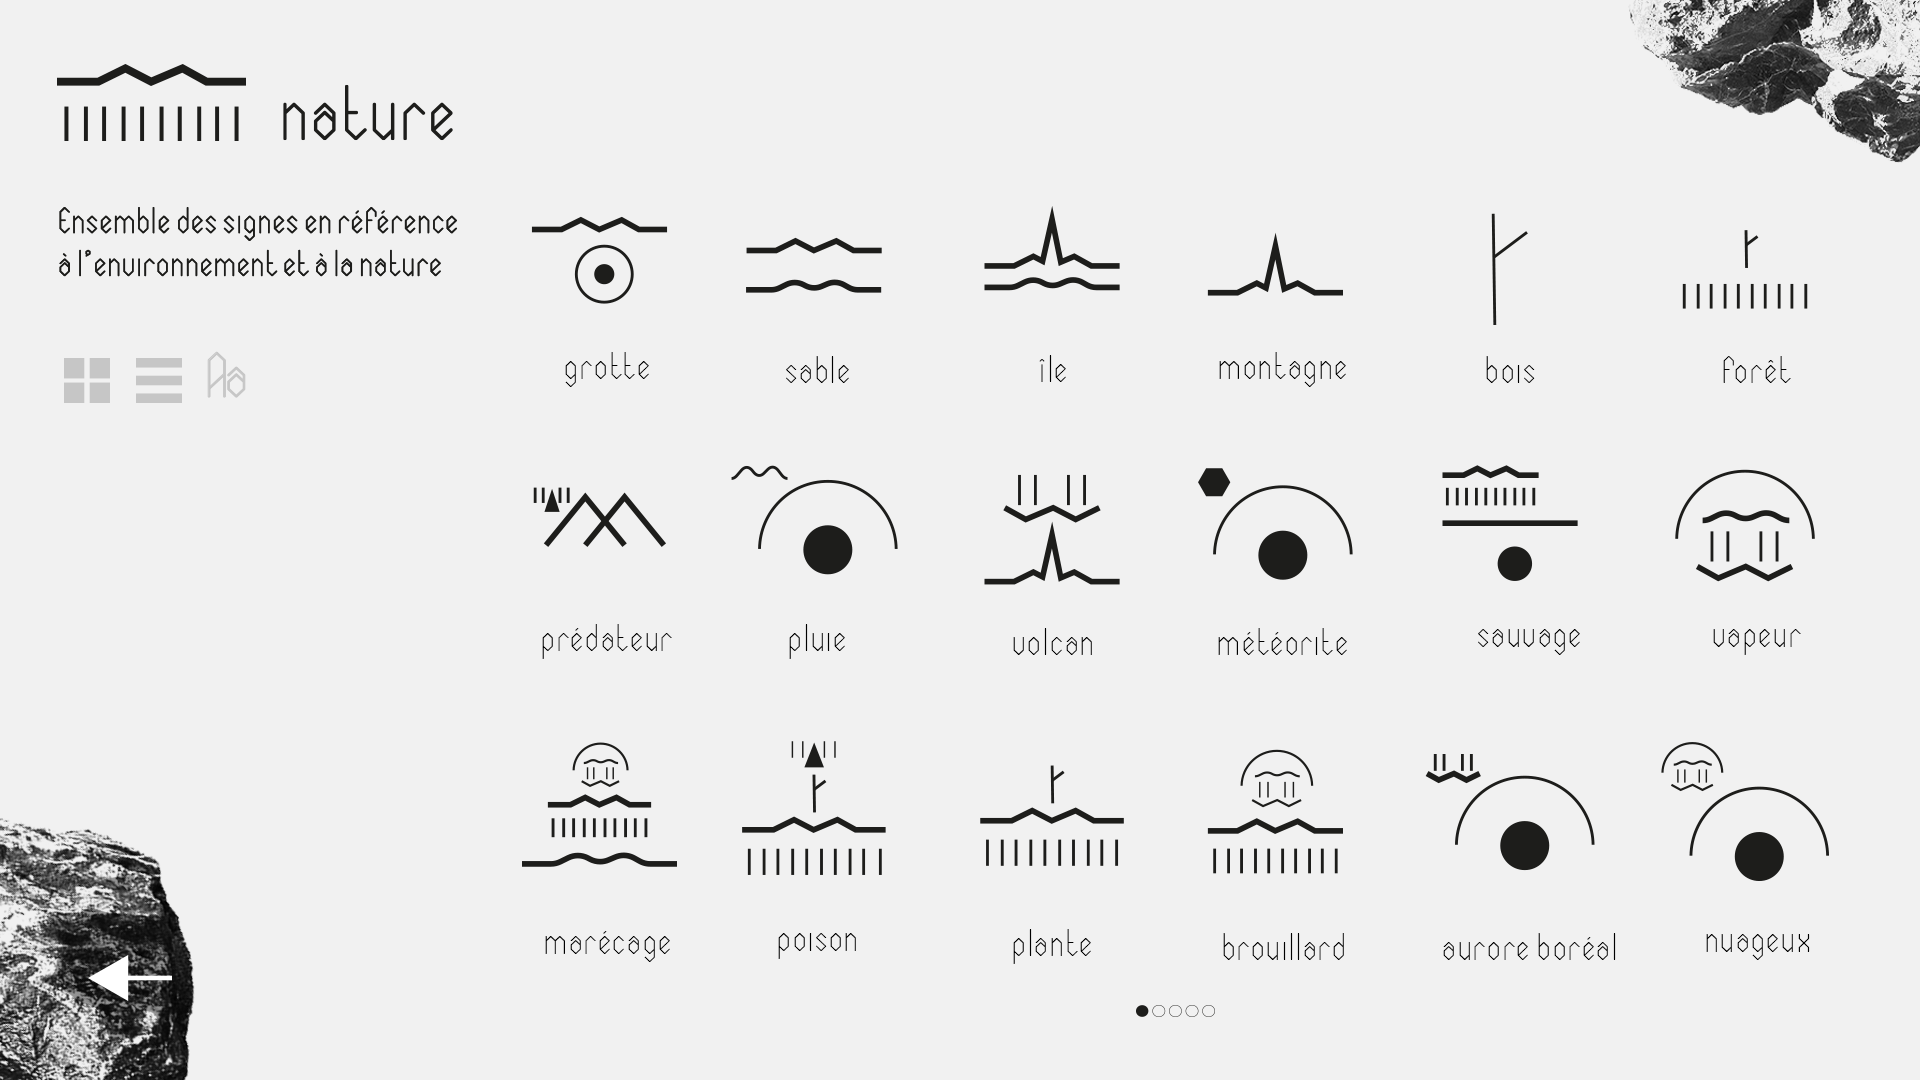 nature
Ensemble des signes en référence
à l'environnement et à la nature
Aa
grotte
sable
île
montagne
bois
forêt
prédateur
pluie
volcan
météorite
sauvage
vapeur
marécage
poison
plante
brouillard
aurore boréal
nuageux